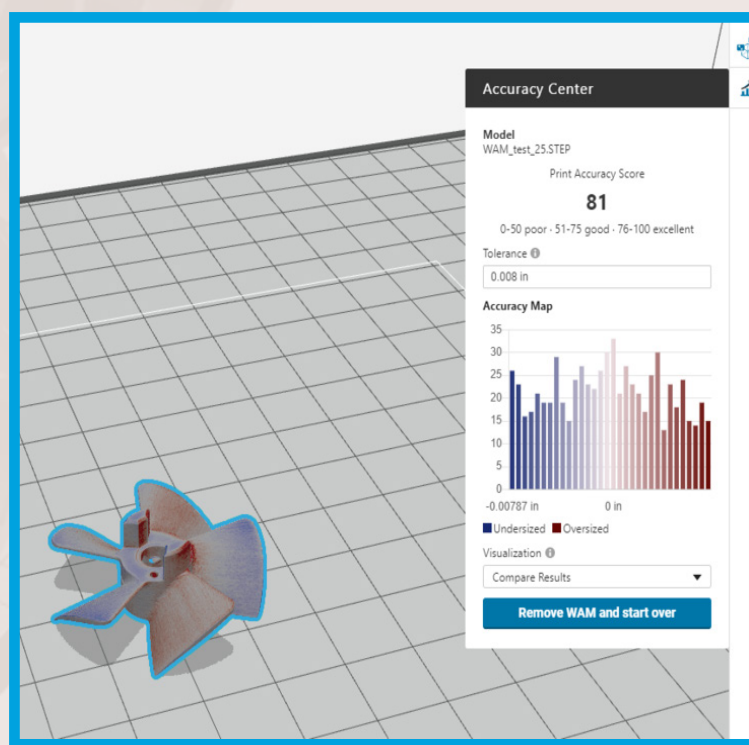 Accuracy Center
Model
WAM_test_25.STEP
Print Accuracy Score
81
0-50 poor · 51-75 good · 76-100 excellent
Tolerance
0.008 in
Accuracy Map
35
30
25
20
15
10
5
0
-0.00787 in 0 in
Undersized Oversized
Visualization
Compare Results
Remove WAM and start over